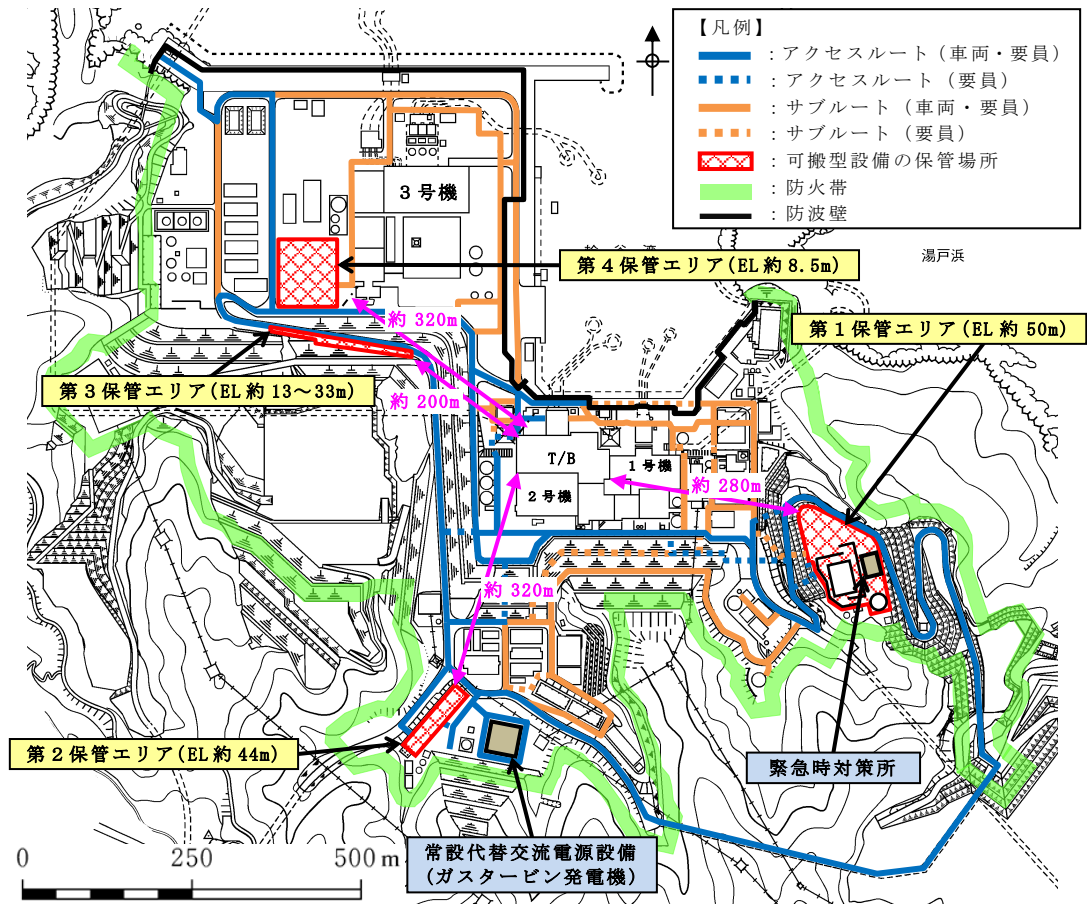 【凡例】
：アクセスルート（車両・要員）
：アクセスルート（要員）
：サブルート（車両・要員）
：サブルート（要員）
：可搬型設備の保管場所
：防火帯
：防波壁
3号機
湯戸浜
第4保管エリア(EL約8.5m)
第1保管エリア(EL約50m)
約320m
第3保管エリア(EL約13～33m)
約200m
T/B
1号機
2号機
約280m
約320m
第2保管エリア(EL約44m)
緊急時対策所
常設代替交流電源設備
(ガスタービン発電機)
0 250 500m